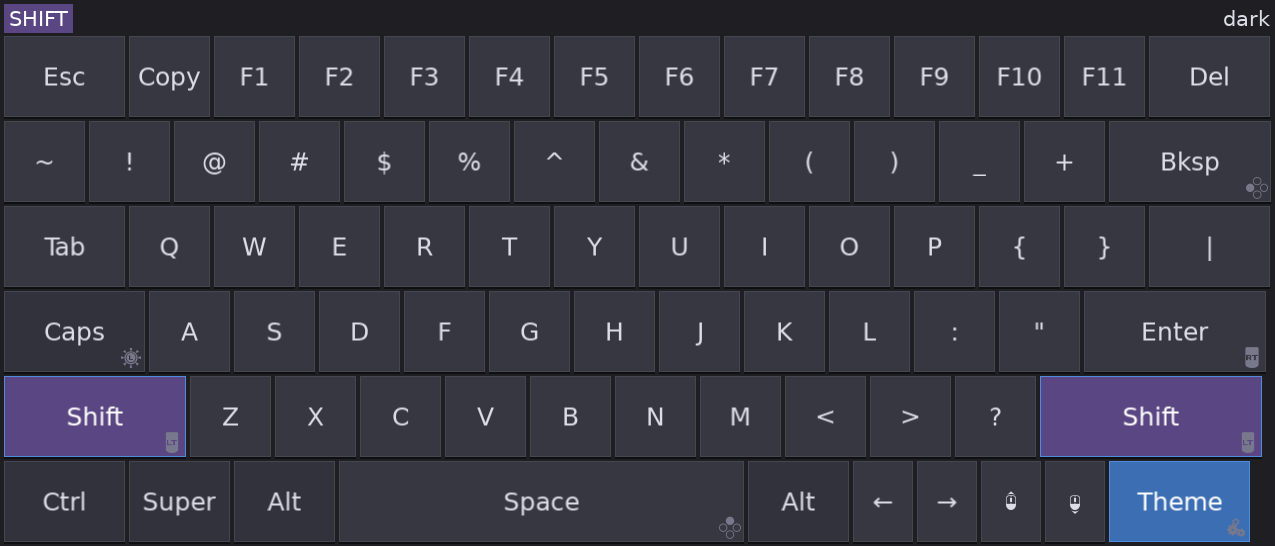 SHIFT dark
Esc Copy F1 F2 F3 F4 F5 F6 F7 F8 F9 F10 F11 Del
~ ! @ # $ % ^ & * ( ) _ + Bksp
Tab Q W E R T Y U I O P { } |
Caps A S D F G H J K L : " Enter
L RT
Shift Z X C V B N M < > ? Shift
LT LT
Ctrl Super Alt Space Alt ← → Theme